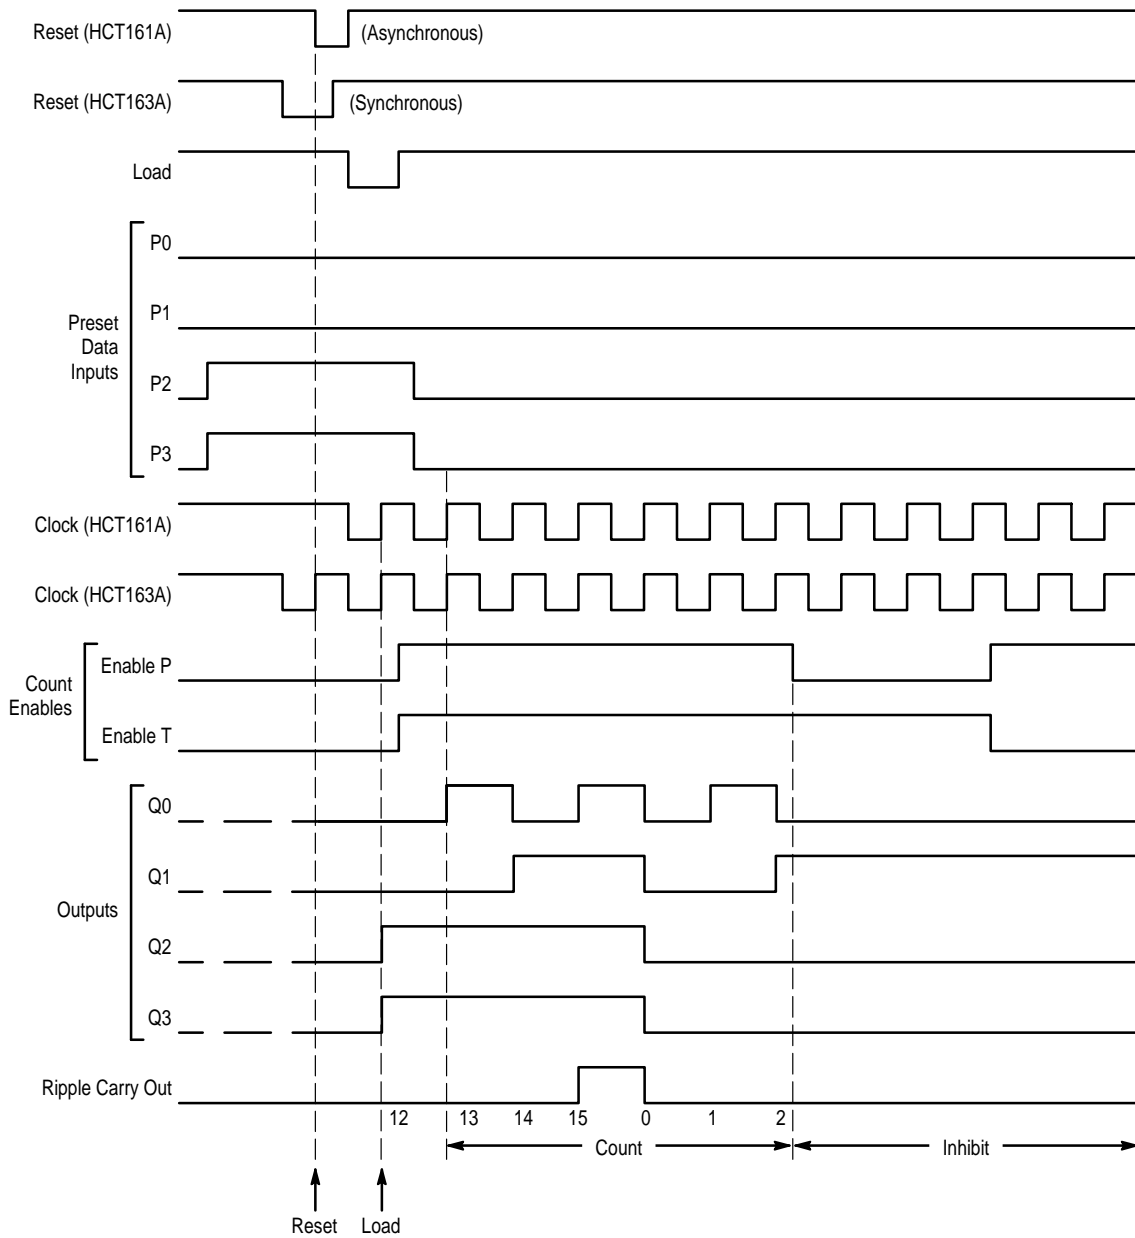 Reset (HCT161A)
(Asynchronous)
Reset (HCT163A)
(Synchronous)
Load
P0
P1
Preset
Data
Inputs
P2
P3
Clock (HCT161A)
Clock (HCT163A)
Enable P
Count
Enables
Enable T
Q0
Q1
Outputs
Q2
Q3
Ripple Carry Out
12 13 14 15 0 1 2
Count
Inhibit
Reset Load